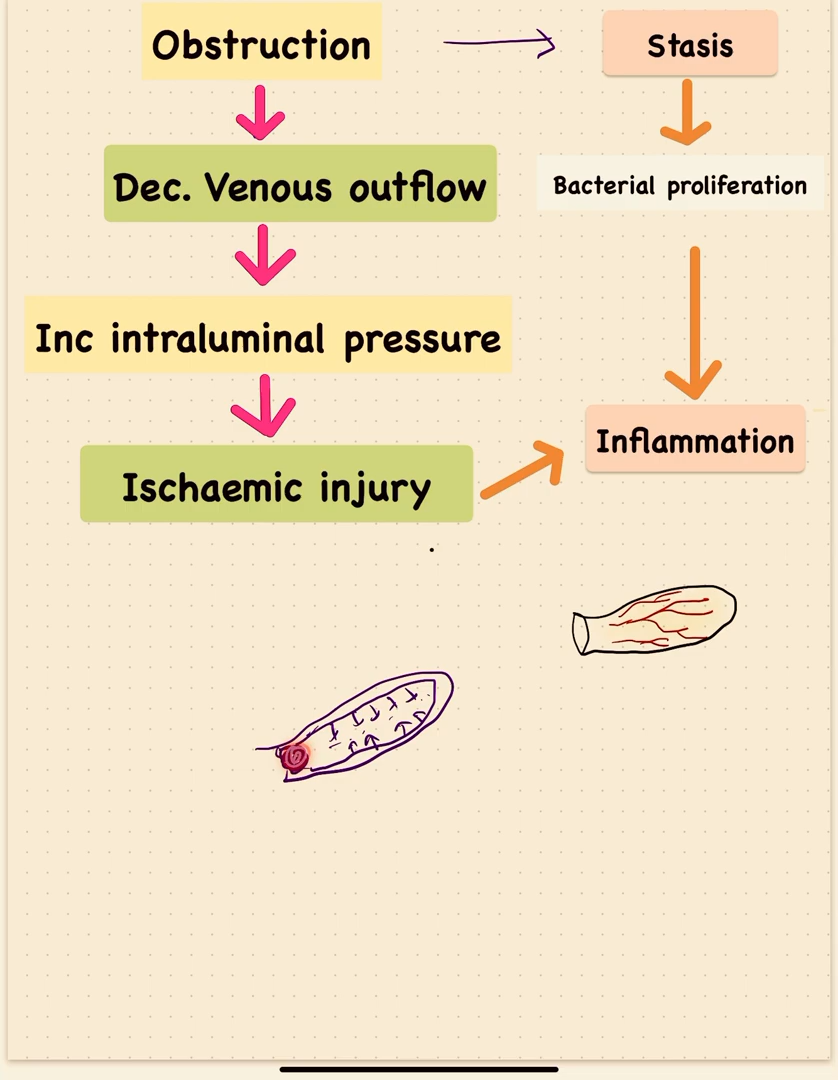 Obstruction
Stasis
Dec. Venous outflow
Bacterial proliferation
Inc intraluminal pressure
Inflammation
Ischaemic injury